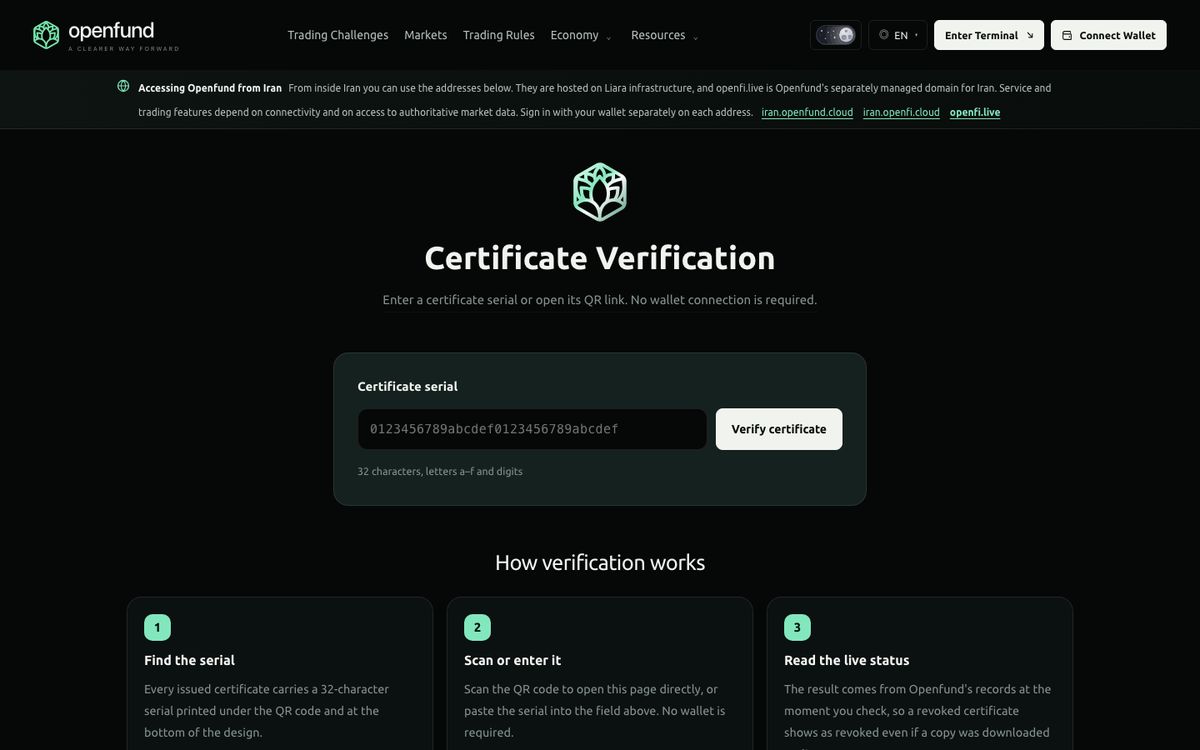 openfund
A CLEARER WAY FORWARD
Trading Challenges
Markets
Trading Rules
Economy
Resources
EN
Enter Terminal
Connect Wallet
Accessing Openfund from Iran From inside Iran you can use the addresses below. They are hosted on Liara infrastructure, and openfi.live is Openfund's separately managed domain for Iran. Service and
trading features depend on connectivity and on access to authoritative market data. Sign in with your wallet separately on each address. iran.openfund.cloud iran.openfi.cloud openfi.live
Certificate Verification
Enter a certificate serial or open its QR link. No wallet connection is required.
Certificate serial
0123456789abcdef0123456789abcdef
Verify certificate
32 characters, letters a–f and digits
How verification works
1
Find the serial
Every issued certificate carries a 32-character
serial printed under the QR code and at the
bottom of the design.
2
Scan or enter it
Scan the QR code to open this page directly, or
paste the serial into the field above. No wallet is
required.
3
Read the live status
The result comes from Openfund's records at the
moment you check, so a revoked certificate
shows as revoked even if a copy was downloaded